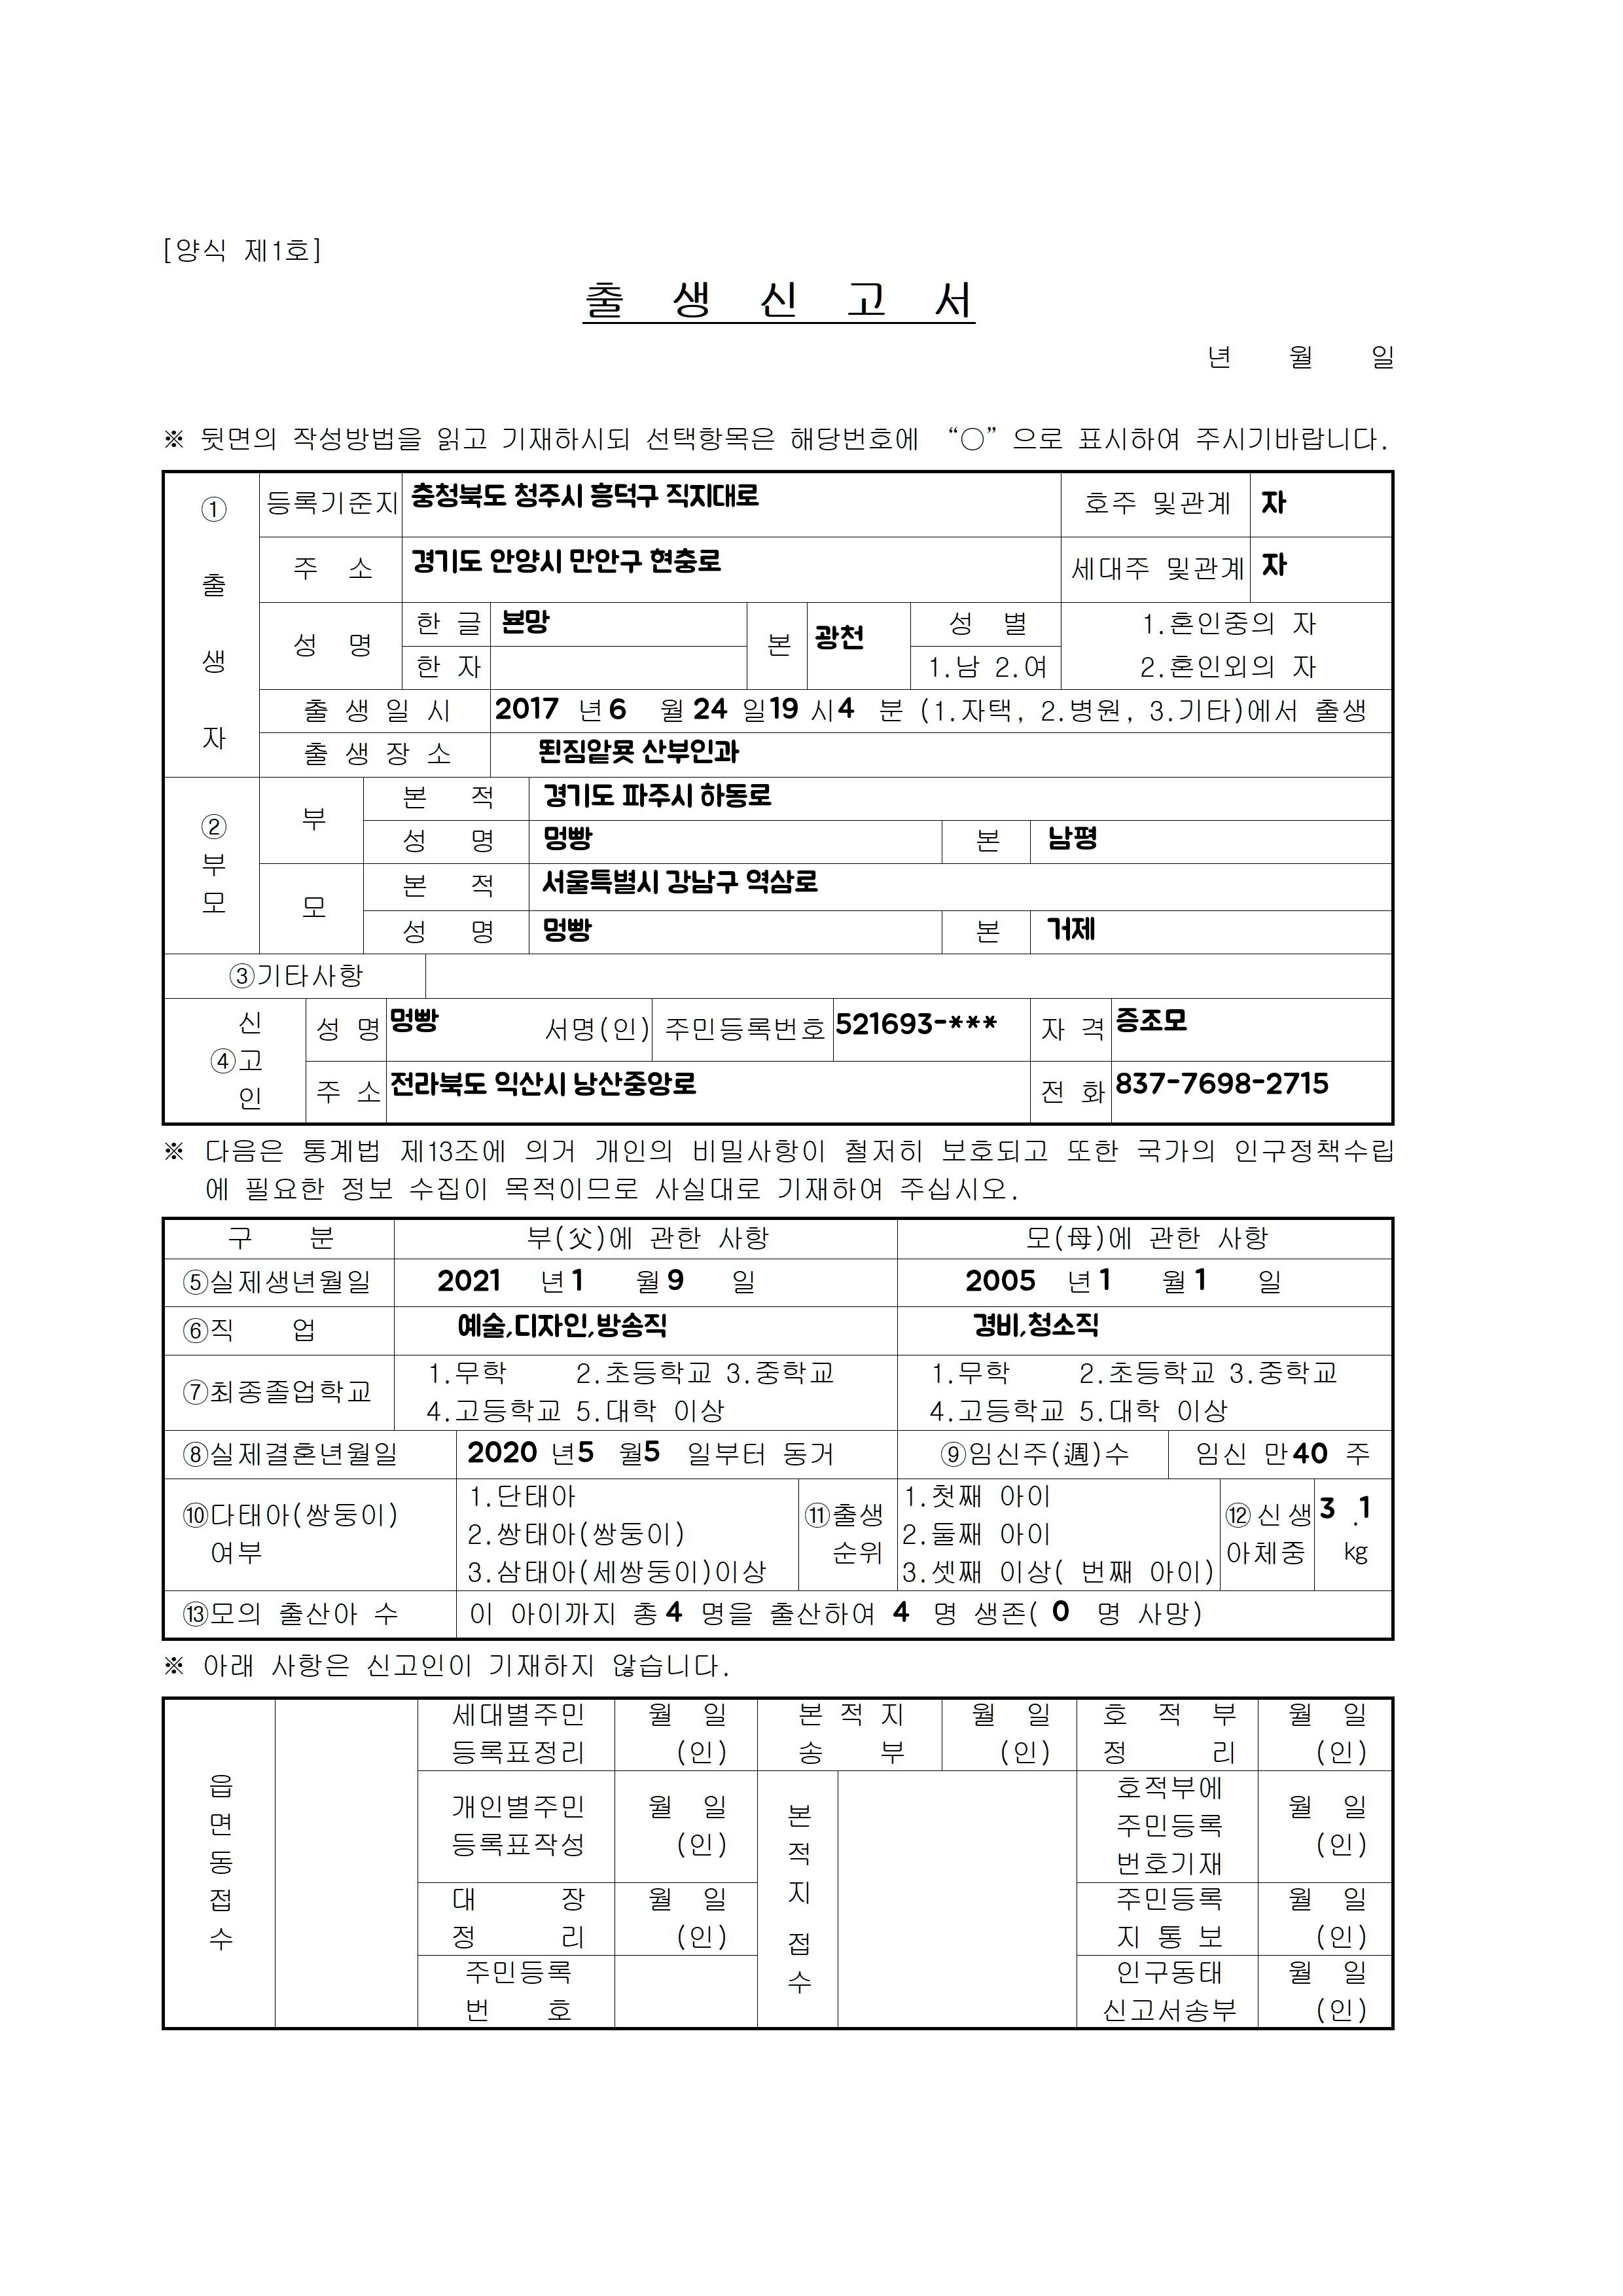 [양식 제1호]
출 생 신 고 서
년 월 일
※ 뒷면의 작성방법을 읽고 기재하시되 선택항목은 해당번호에 “○”으로 표시하여 주시기바랍니다.
① 출 생 자
등록기준지 충청북도 청주시 흥덕구 직지대로 호주 및관계 자
주 소 경기도 안양시 만안구 현충로 세대주 및관계 자
성 명 한 글 뵨망 본 광천 성 별 1.혼인중의 자
한 자 1.남 2.여 2.혼인외의 자
출 생 일 시 2017 년 6 월 24 일 19 시 4 분 (1.자택, 2.병원, 3.기타)에서 출생
출 생 장 소 산부인과
② 부 모
부 본 적 경기도 파주시 하동로
성 명 멍빵 본 남평
모 본 적 서울특별시 강남구 역삼로
성 명 멍빵 본 거제
③기타사항
④ 신 고 인
성 명 멍빵 서명(인) 주민등록번호 521693-*** 자 격 증조모
주 소 전라북도 익산시 낭산중앙로 전 화 837-7698-2715
※ 다음은 통계법 제13조에 의거 개인의 비밀사항이 철저히 보호되고 또한 국가의 인구정책수립
에 필요한 정보 수집이 목적이므로 사실대로 기재하여 주십시오.
구 분 부(父)에 관한 사항 모(母)에 관한 사항
⑤실제생년월일 2021 년 1 월 9 일 2005 년 1 월 1 일
⑥직 업 예술,디자인,방송직 경비,청소직
⑦최종졸업학교
1.무학 2.초등학교 3.중학교 1.무학 2.초등학교 3.중학교
4.고등학교 5.대학 이상 4.고등학교 5.대학 이상
⑧실제결혼년월일 2020 년 5 월 5 일부터 동거 ⑨임신주(週)수 임신 만 40 주
⑩다태아(쌍둥이) 여부
1.단태아
2.쌍태아(쌍둥이)
3.삼태아(세쌍둥이)이상
⑪출생 순위
1.첫째 아이
2.둘째 아이
3.셋째 이상( 번째 아이)
⑫신생 아체중
3 .1
kg
⑬모의 출산아 수 이 아이까지 총 4 명을 출산하여 4 명 생존( 0 명 사망)
※ 아래 사항은 신고인이 기재하지 않습니다.
읍 면 동 접 수
세대별주민 등록표정리 월 일 (인)
본 적 지 송 부 월 일 (인)
호 적 부 정 리 월 일 (인)
개인별주민 등록표작성 월 일 (인)
본 적 지 접 수
호적부에 주민등록 번호기재 월 일 (인)
대 장 정 리 월 일 (인)
주민등록 지 통 보 월 일 (인)
주민등록 번 호
인구동태 신고서송부 월 일 (인)